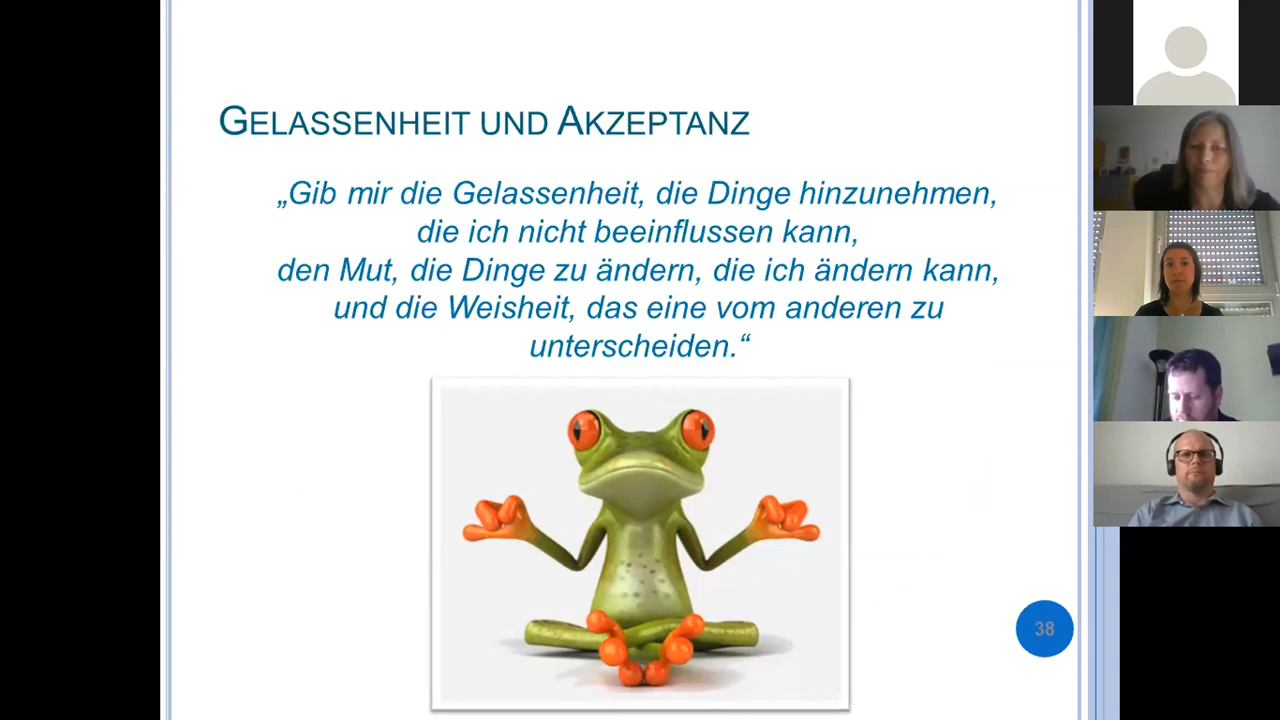 GELASSENHEIT UND AKZEPTANZ
„Gib mir die Gelassenheit, die Dinge hinzunehmen,
die ich nicht beeinflussen kann,
den Mut, die Dinge zu ändern, die ich ändern kann,
und die Weisheit, das eine vom anderen zu
unterscheiden.“
38